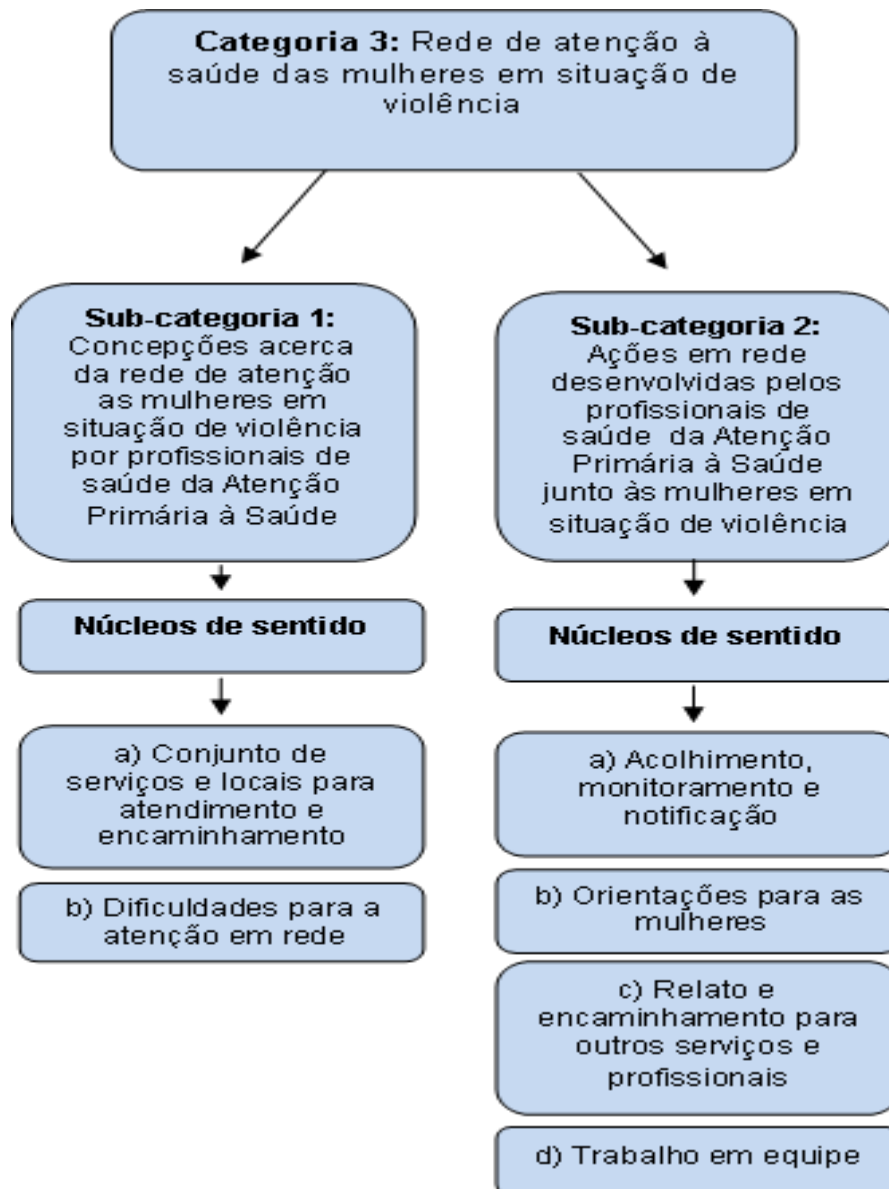 Categoria 3: Rede de atenção à
saúde das mulheres em situação de
violência
Sub-categoria 1:
Concepções acerca
da rede de atenção
as mulheres em
situação de violência
por profissionais de
saúde da Atenção
Primária à Saúde
Núcleos de sentido
a) Conjunto de
serviços e locais para
atendimento e
encaminhamento
b) Dificuldades para a
atenção em rede
Sub-categoria 2:
Ações em rede
desenvolvidas pelos
profissionais de
saúde da Atenção
Primária à Saúde
junto às mulheres em
situação de violência
Núcleos de sentido
a) Acolhimento,
monitoramento e
notificação
b) Orientações para as
mulheres
c) Relato e
encaminhamento para
outros serviços e
profissionais
d) Trabalho em equipe